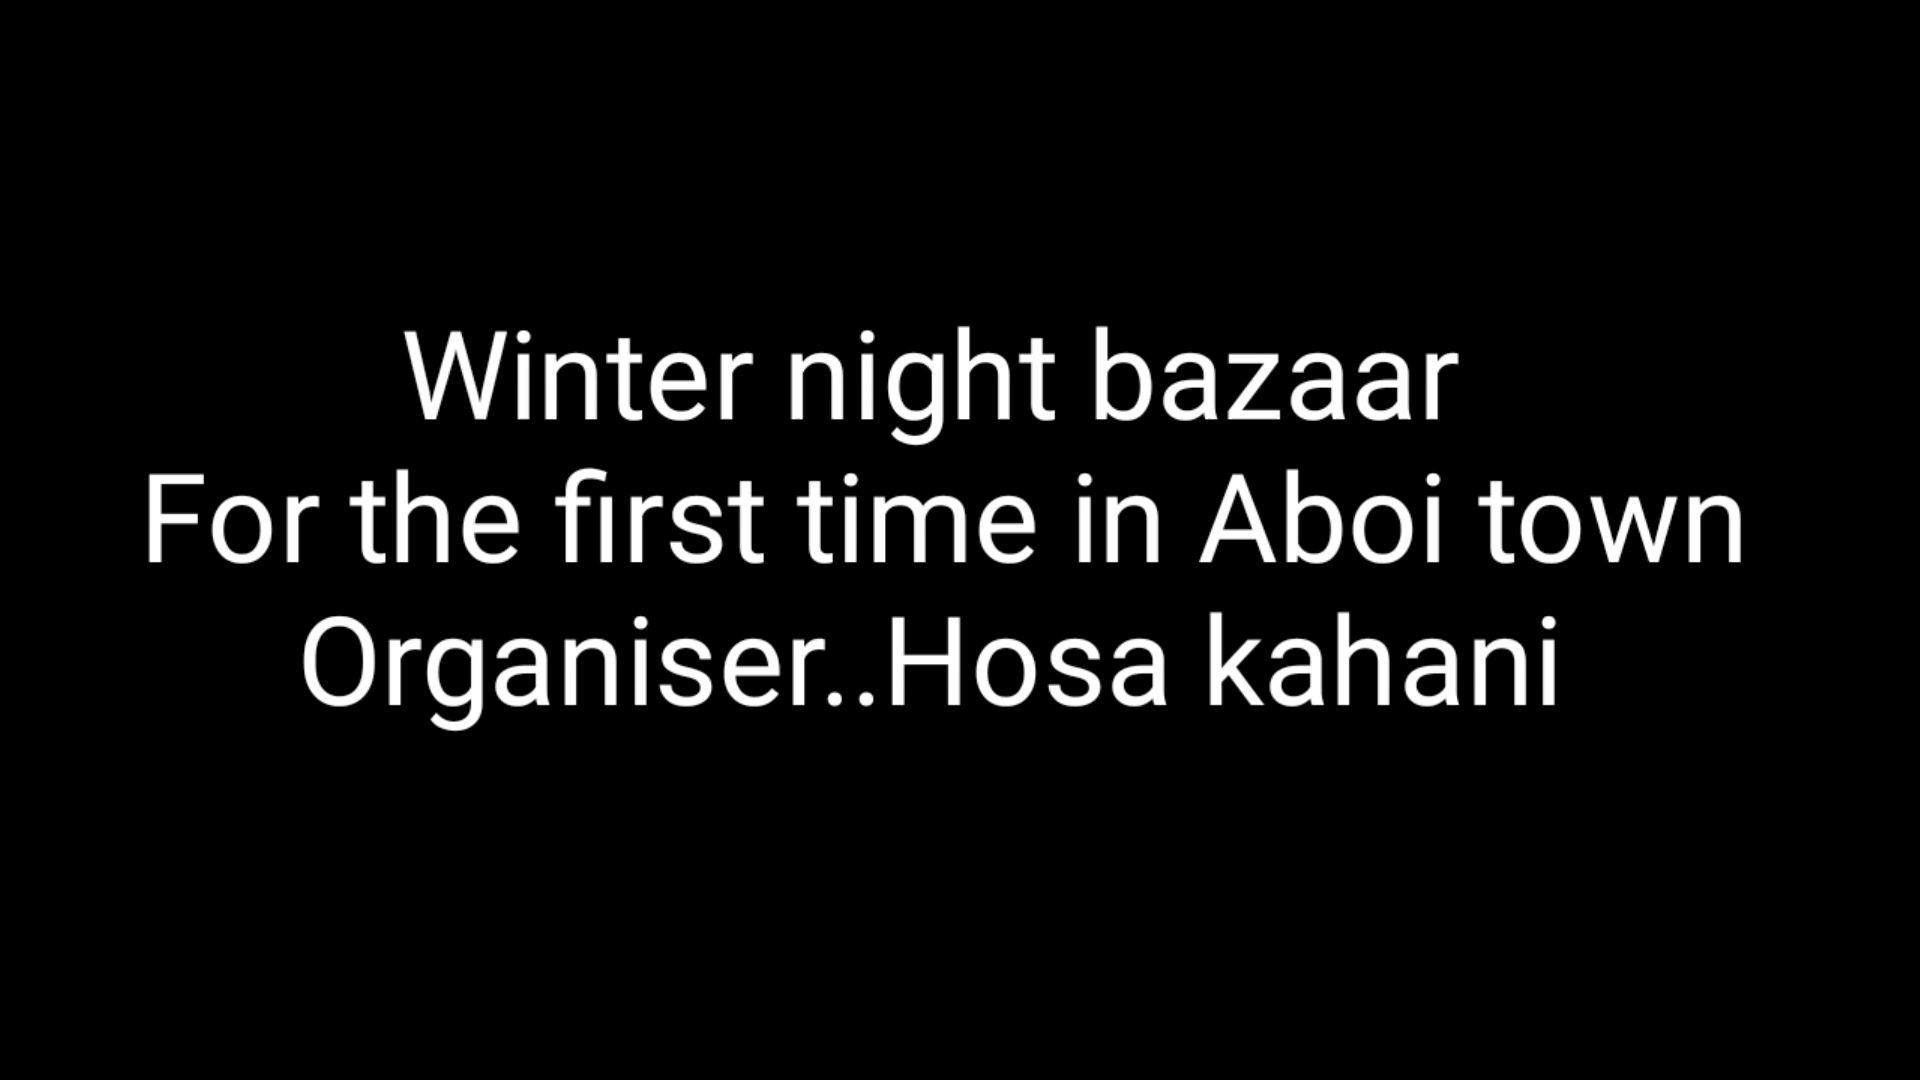 Winter night bazaar
For the first time in Aboi town
Organiser..Hosa kahani